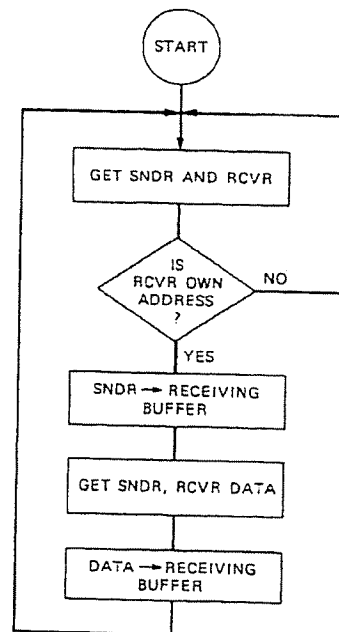 START
GET SNDR AND RCVR
IS
RCVR OWN
ADDRESS
?
NO
YES
SNDR → RECEIVING
BUFFER
GET SNDR, RCVR DATA
DATA → RECEIVING
BUFFER